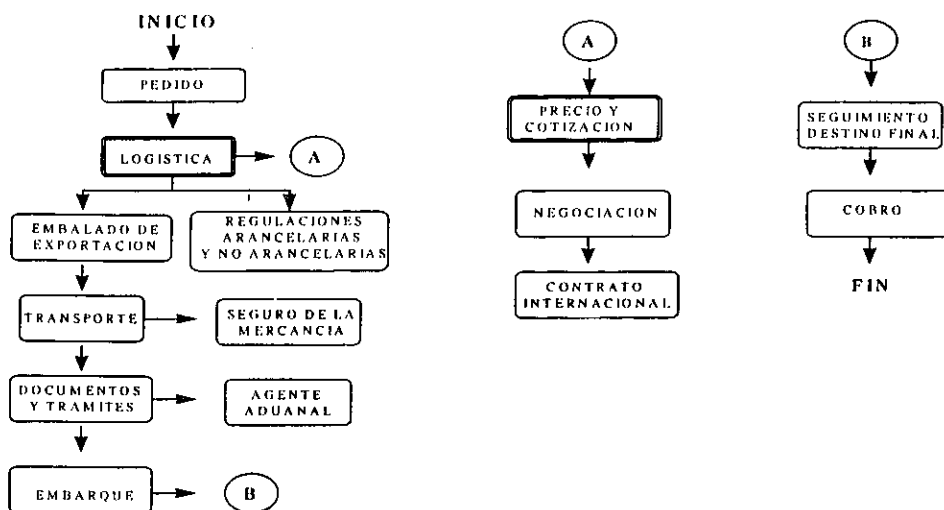 INICIO
PEDIDO
LOGISTICA
A
EMBALADO DE
EXPORTACION
REGULACIONES
ARANCELARIAS
Y NO ARANCELARIAS
TRANSPORTE
SEGURO DE LA
MERCANCIA
DOCUMENTOS
Y TRAMITES
AGENTE
ADUANAL
EMBARQUE
B
A
PRECIO Y
COTIZACION
NEGOCIACION
CONTRATO
INTERNACIONAL
B
SEGUIMIENTO
DESTINO FINAL
COBRO
FIN